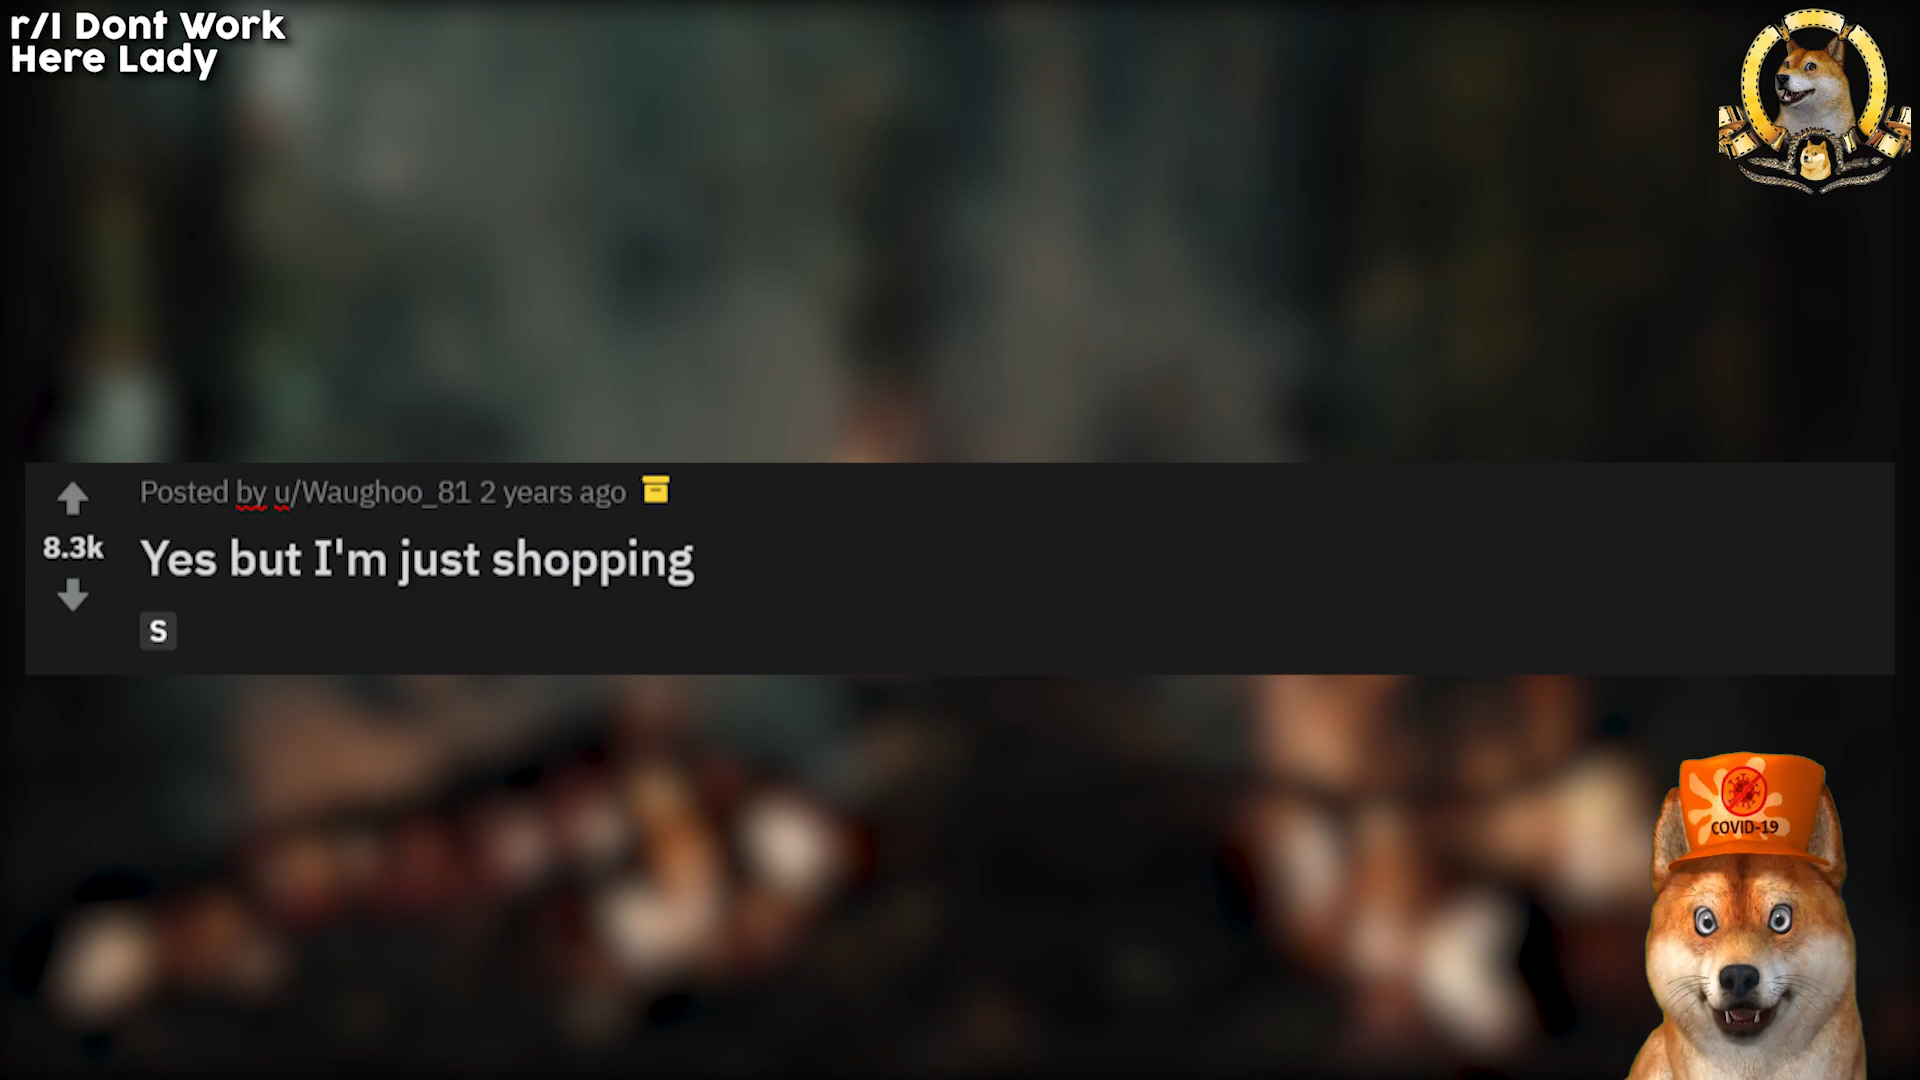 r/I Dont Work
Here Lady
Posted by u/Waughoo_81 2 years ago
8.3k
Yes but I'm just shopping
S
COVID-19